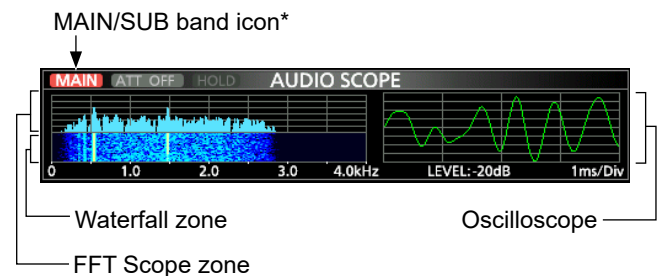 MAIN/SUB band icon*
MAIN ATT OFF HOLD AUDIO SCOPE
0 1.0 2.0 3.0 4.0kHz LEVEL:-20dB 1ms/Div
Waterfall zone Oscilloscope
FFT Scope zone